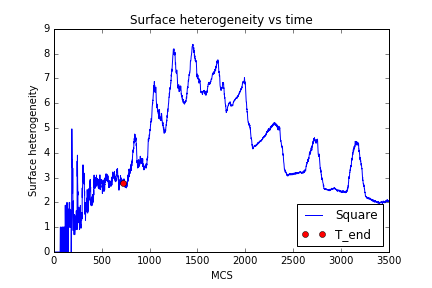 Surface heterogeneity vs time
Surface heterogeneity
9
8
7
6
5
4
3
2
1
0
0 500 1000 1500 2000 2500 3000 3500
MCS
Square
T_end